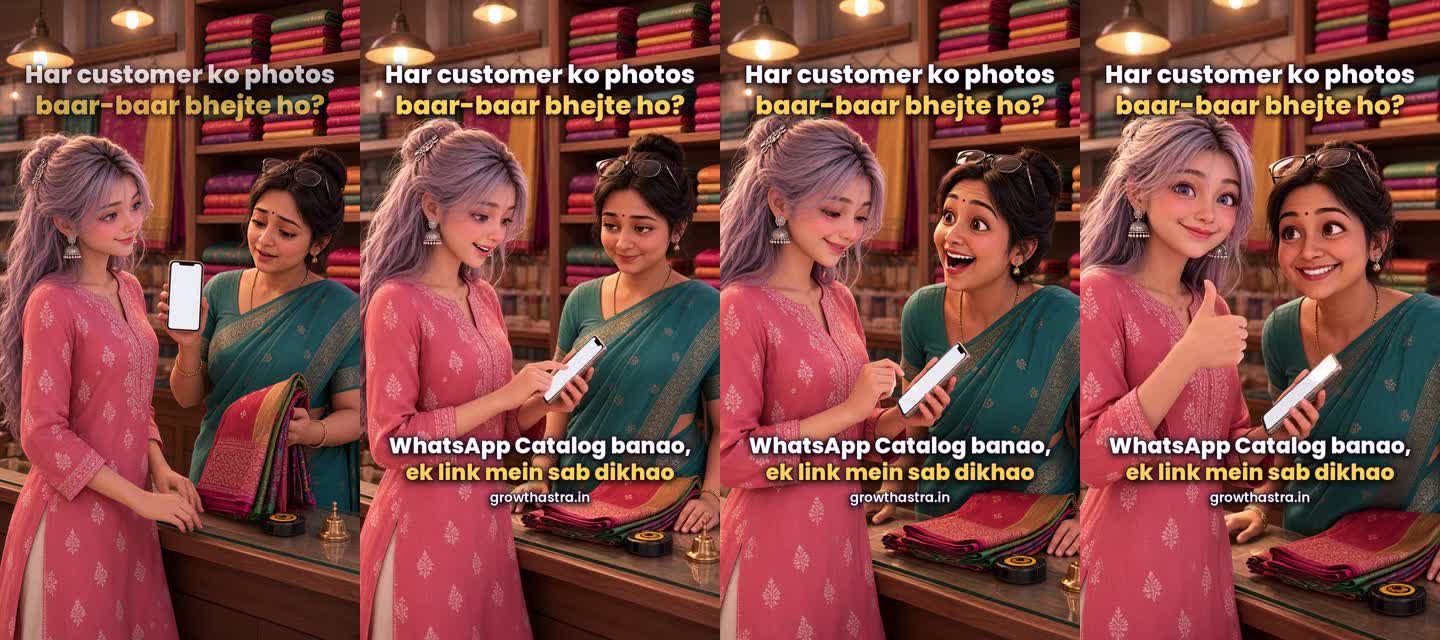 Har customer ko photos
baar-baar bhejte ho?
Har customer ko photos
baar-baar bhejte ho?
WhatsApp Catalog banao,
ek link mein sab dikhao
growthastra.in
Har customer ko photos
baar-baar bhejte ho?
WhatsApp Catalog banao,
ek link mein sab dikhao
growthastra.in
Har customer ko photos
baar-baar bhejte ho?
WhatsApp Catalog banao,
ek link mein sab dikhao
growthastra.in